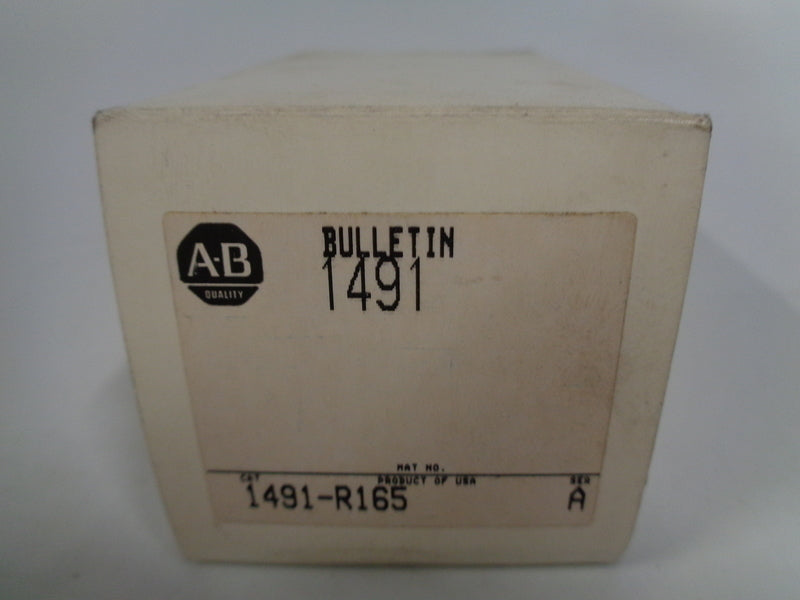 A-B
QUALITY
BULLETIN
1491
MAT NO.
CAT
PRODUCT OF USA
SER
1491-R165
A